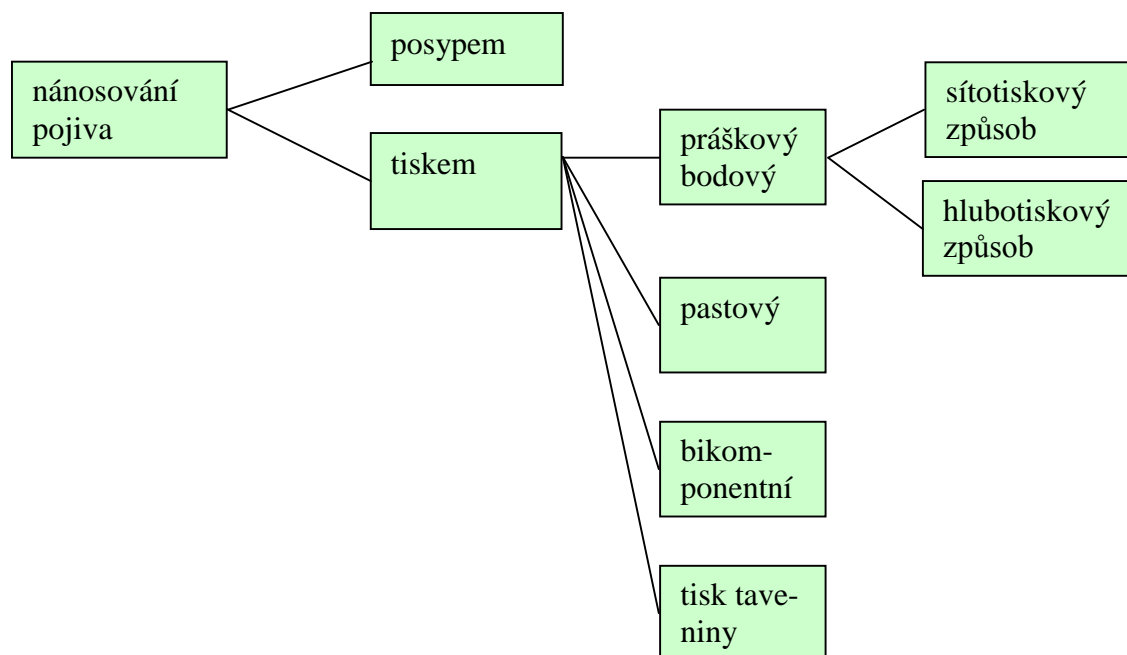 nánosování
pojiva
posypem
tiskem
práškový
bodový
sítotiskový
způsob
hlubotiskový
způsob
pastový
bikom-
ponentní
tisk tave-
niny